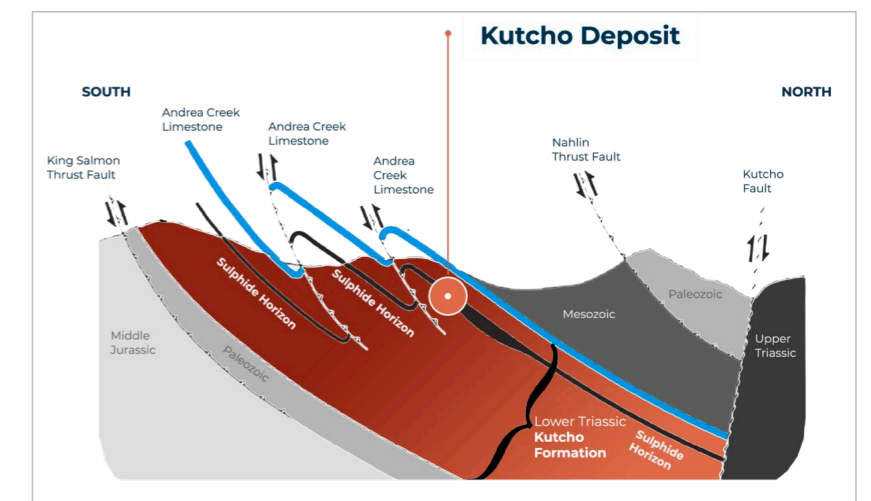 Kutcho Deposit
SOUTH
NORTH
Andrea Creek
Limestone
Andrea Creek
Limestone
Andrea
Creek
Limestone
King Salmon
Thrust Fault
Nahlin
Thrust Fault
Kutcho
Fault
Sulphide Horizon
Sulphide Horizon
Middle
Jurassic
Paleozoic
Mesozoic
Paleozoic
Upper
Triassic
Lower Triassic
Kutcho
Formation
Sulphide
Horizon